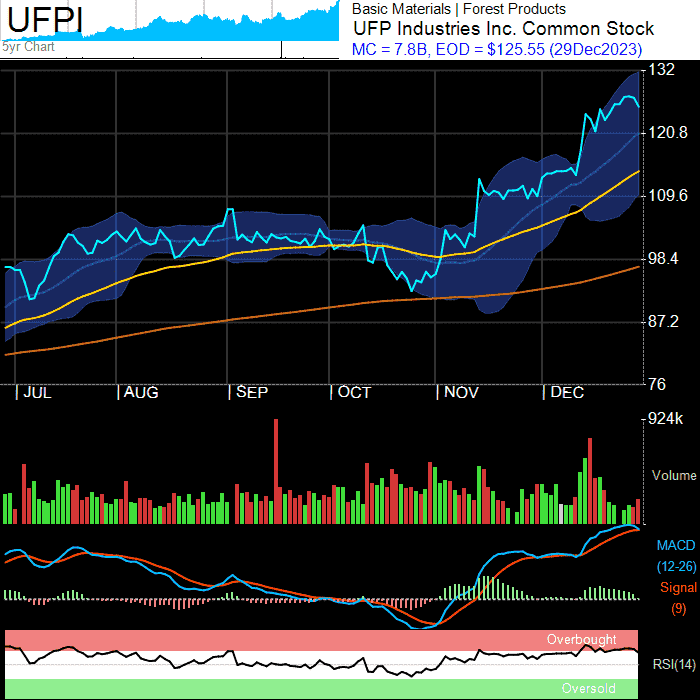 UFPI
5yr Chart
Basic Materials | Forest Products
UFP Industries Inc. Common Stock
MC = 7.8B, EOD = $125.55 (29Dec2023)
132
120.8
109.6
98.4
87.2
76
JUL AUG SEP OCT NOV DEC
924k
Volume
MACD
(12-26)
Signal
(9)
Overbought
RSI(14)
Oversold